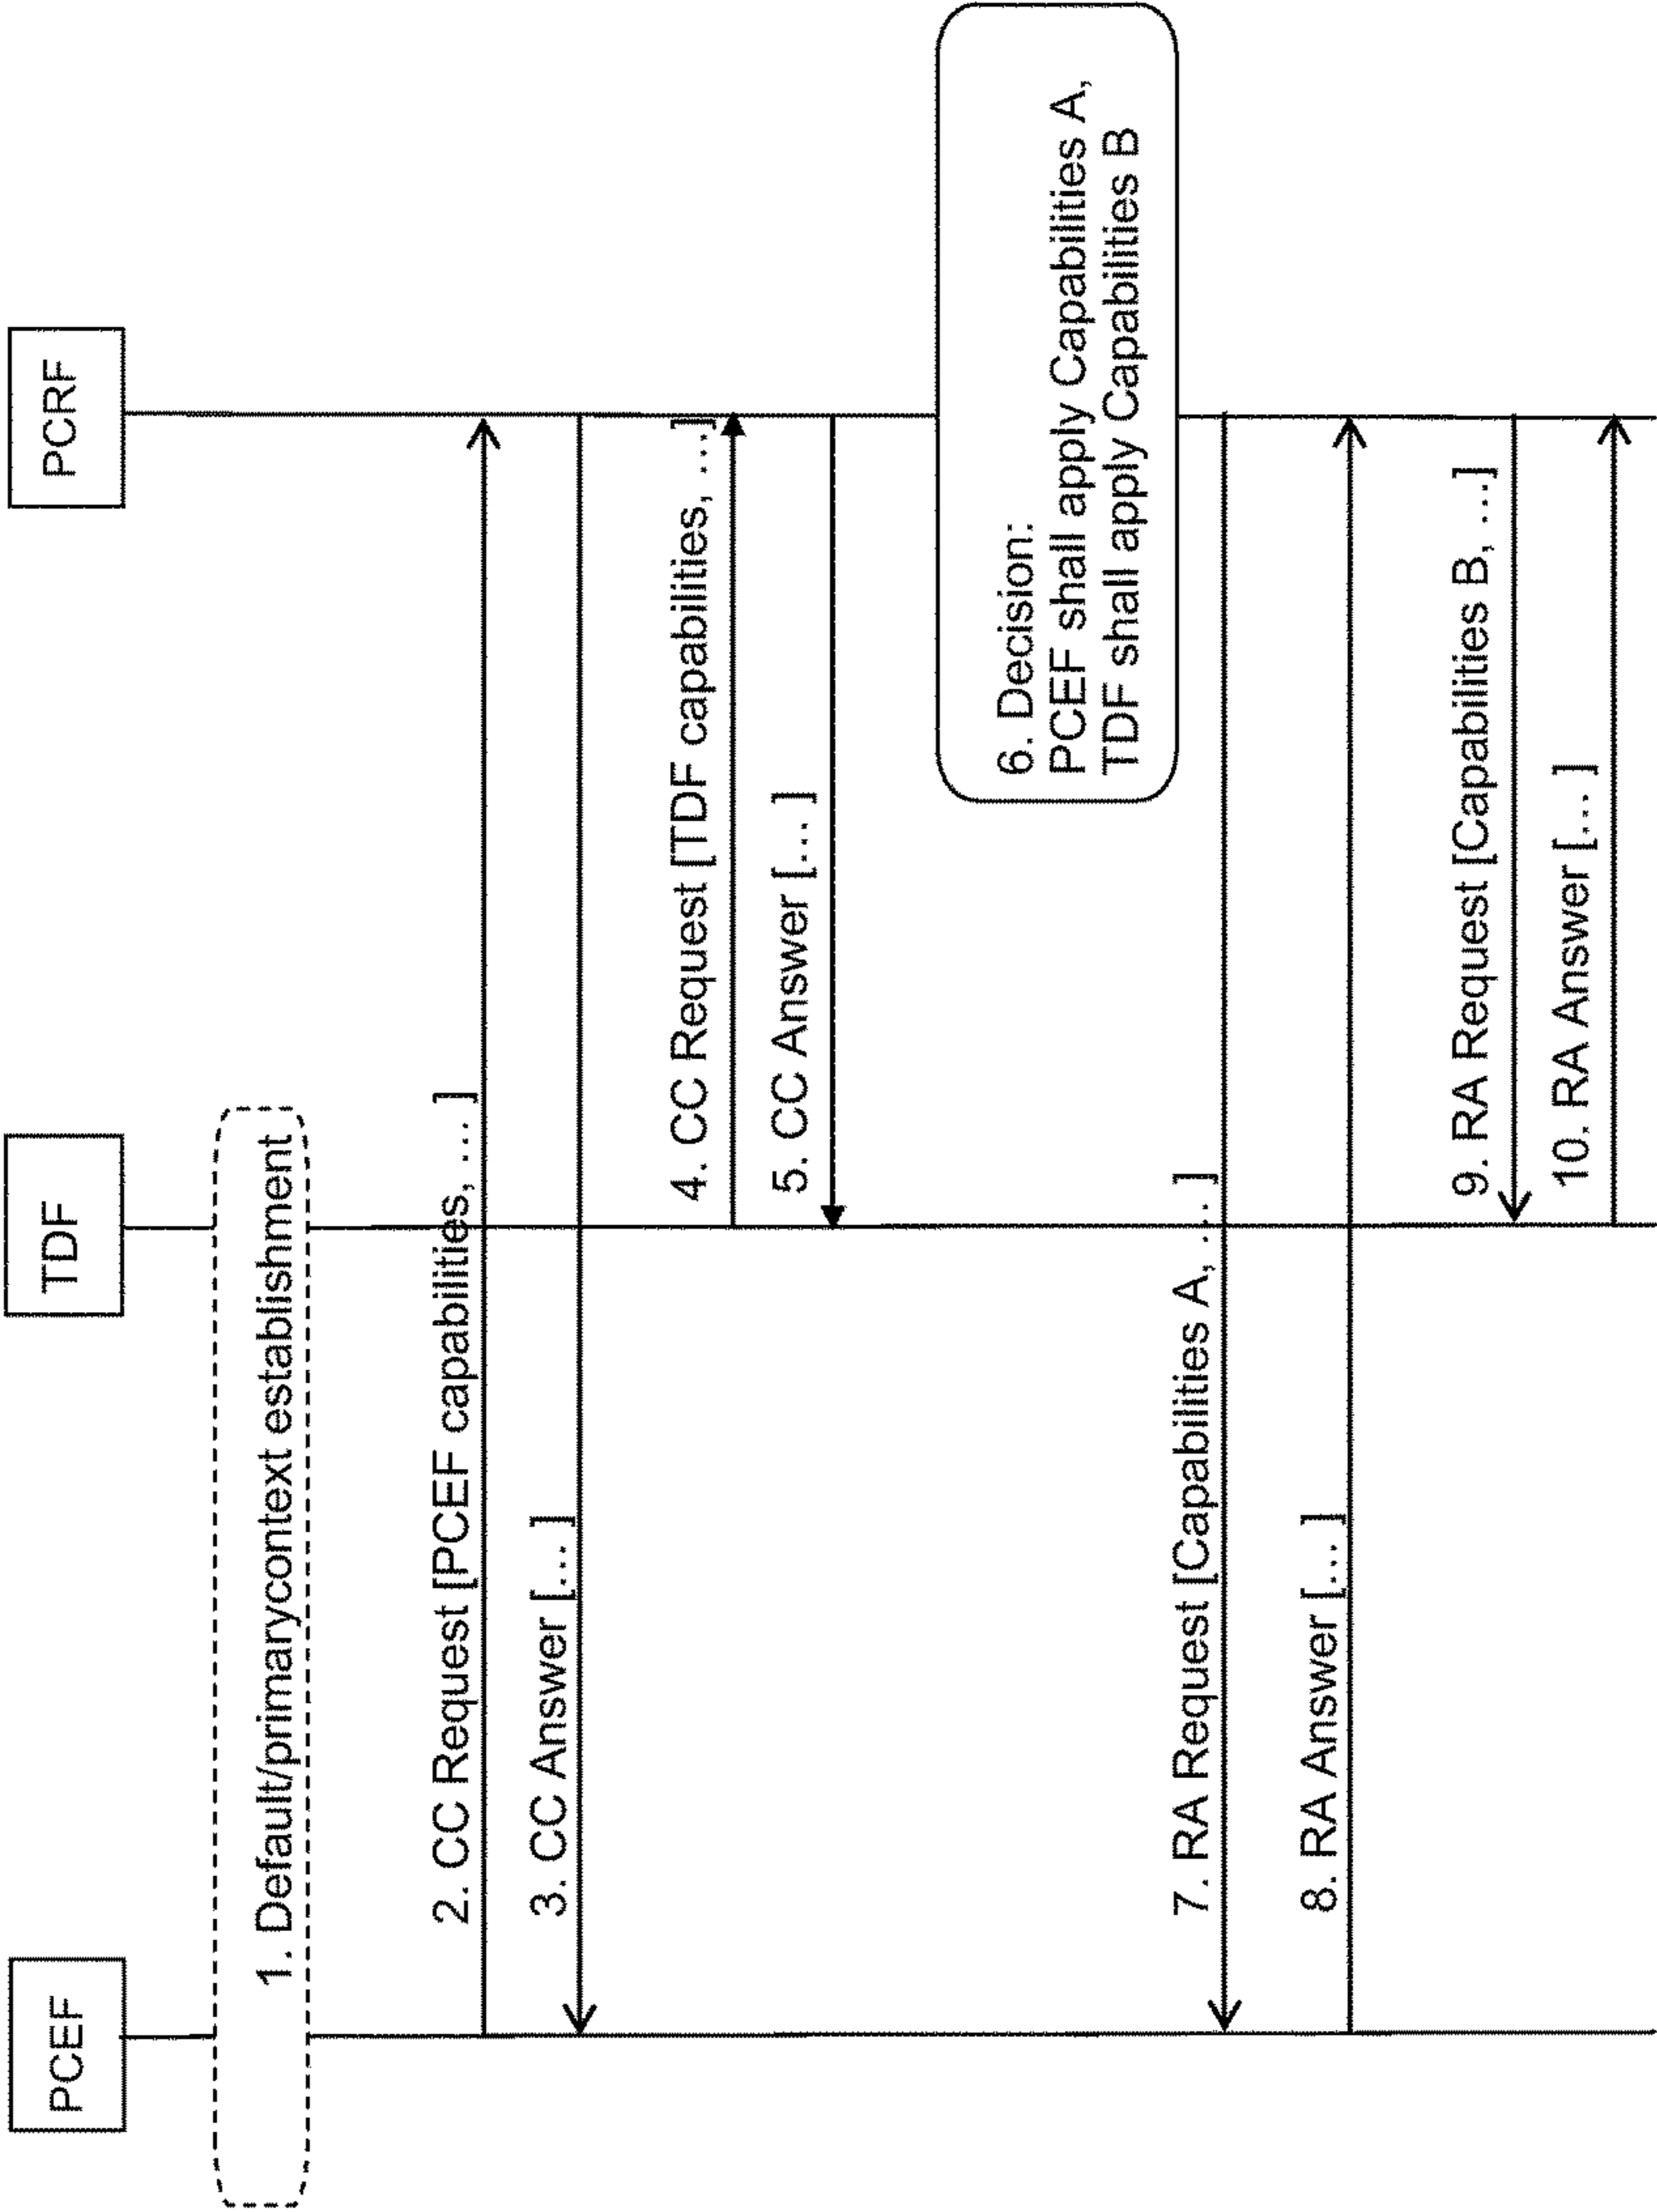 PCEF
TDF
PCRF
1. Default/primarycontext establishment
2. CC Request [PCEF capabilities, ... ]
3. CC Answer [... ]
4. CC Request [TDF capabilities, ...]
5. CC Answer [... ]
6. Decision:
PCEF shall apply Capabilities A,
TDF shall apply Capabilities B
7. RA Request [Capabilities A, ... ]
8. RA Answer [... ]
9. RA Request [Capabilities B, ...]
10. RA Answer [... ]